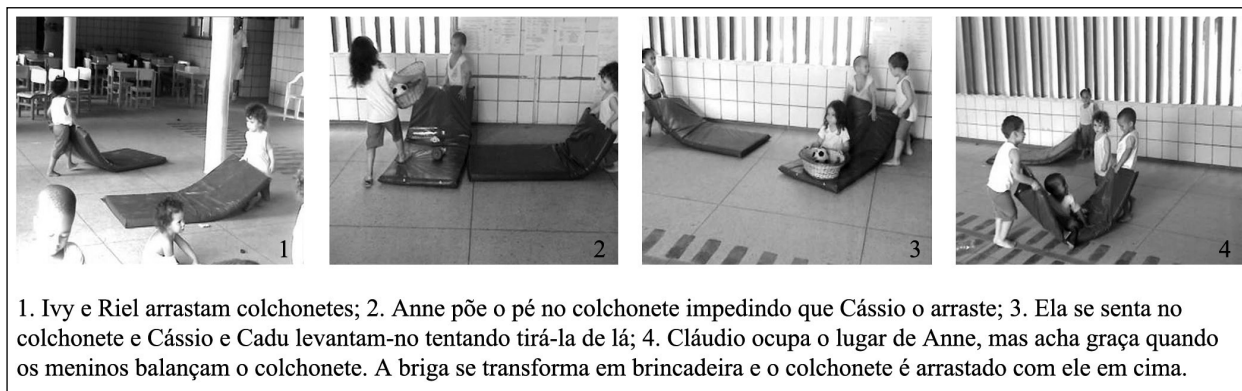 1
2
3
4
1. Ivy e Riel arrastam colchonetes; 2. Anne põe o pé no colchonete impedindo que Cássio o arraste; 3. Ela se senta no
colchonete e Cássio e Cadu levantam-no tentando tirá-la de lá; 4. Cláudio ocupa o lugar de Anne, mas acha graça quando
os meninos balançam o colchonete. A briga se transforma em brincadeira e o colchonete é arrastado com ele em cima.